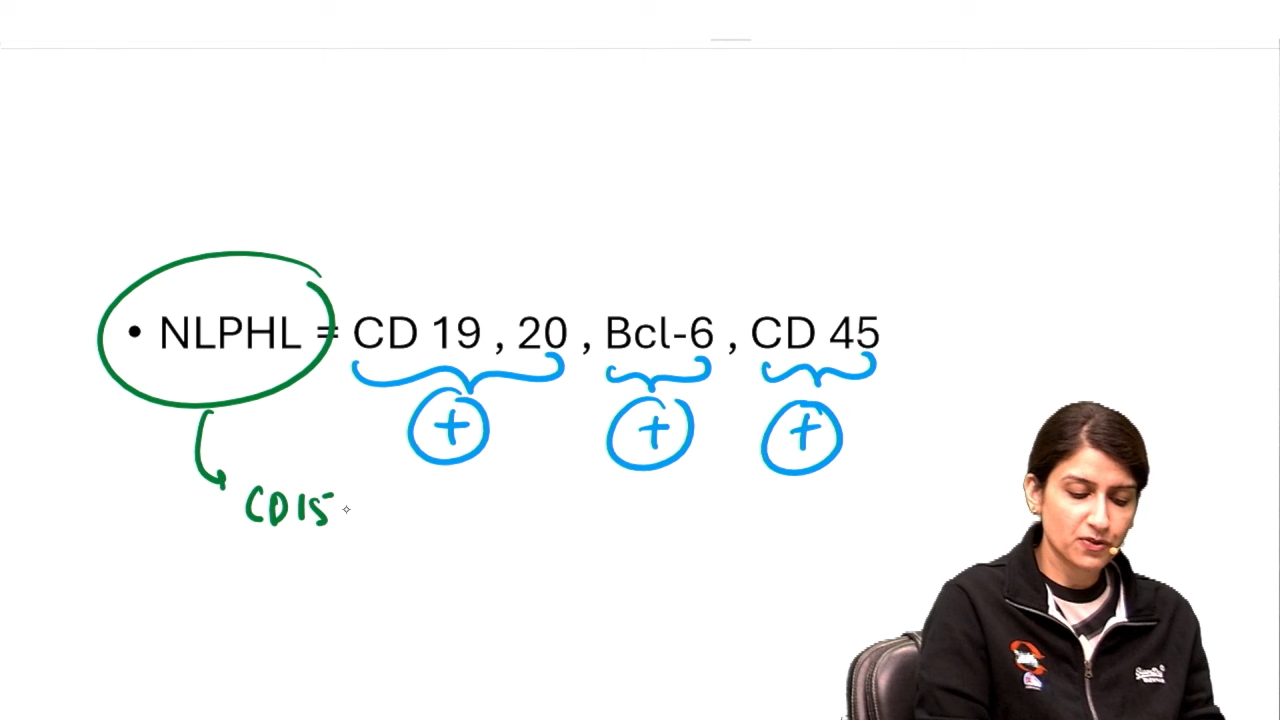 • NLPHL = CD 19 , 20 , Bcl-6 , CD 45
+ + +
CD15